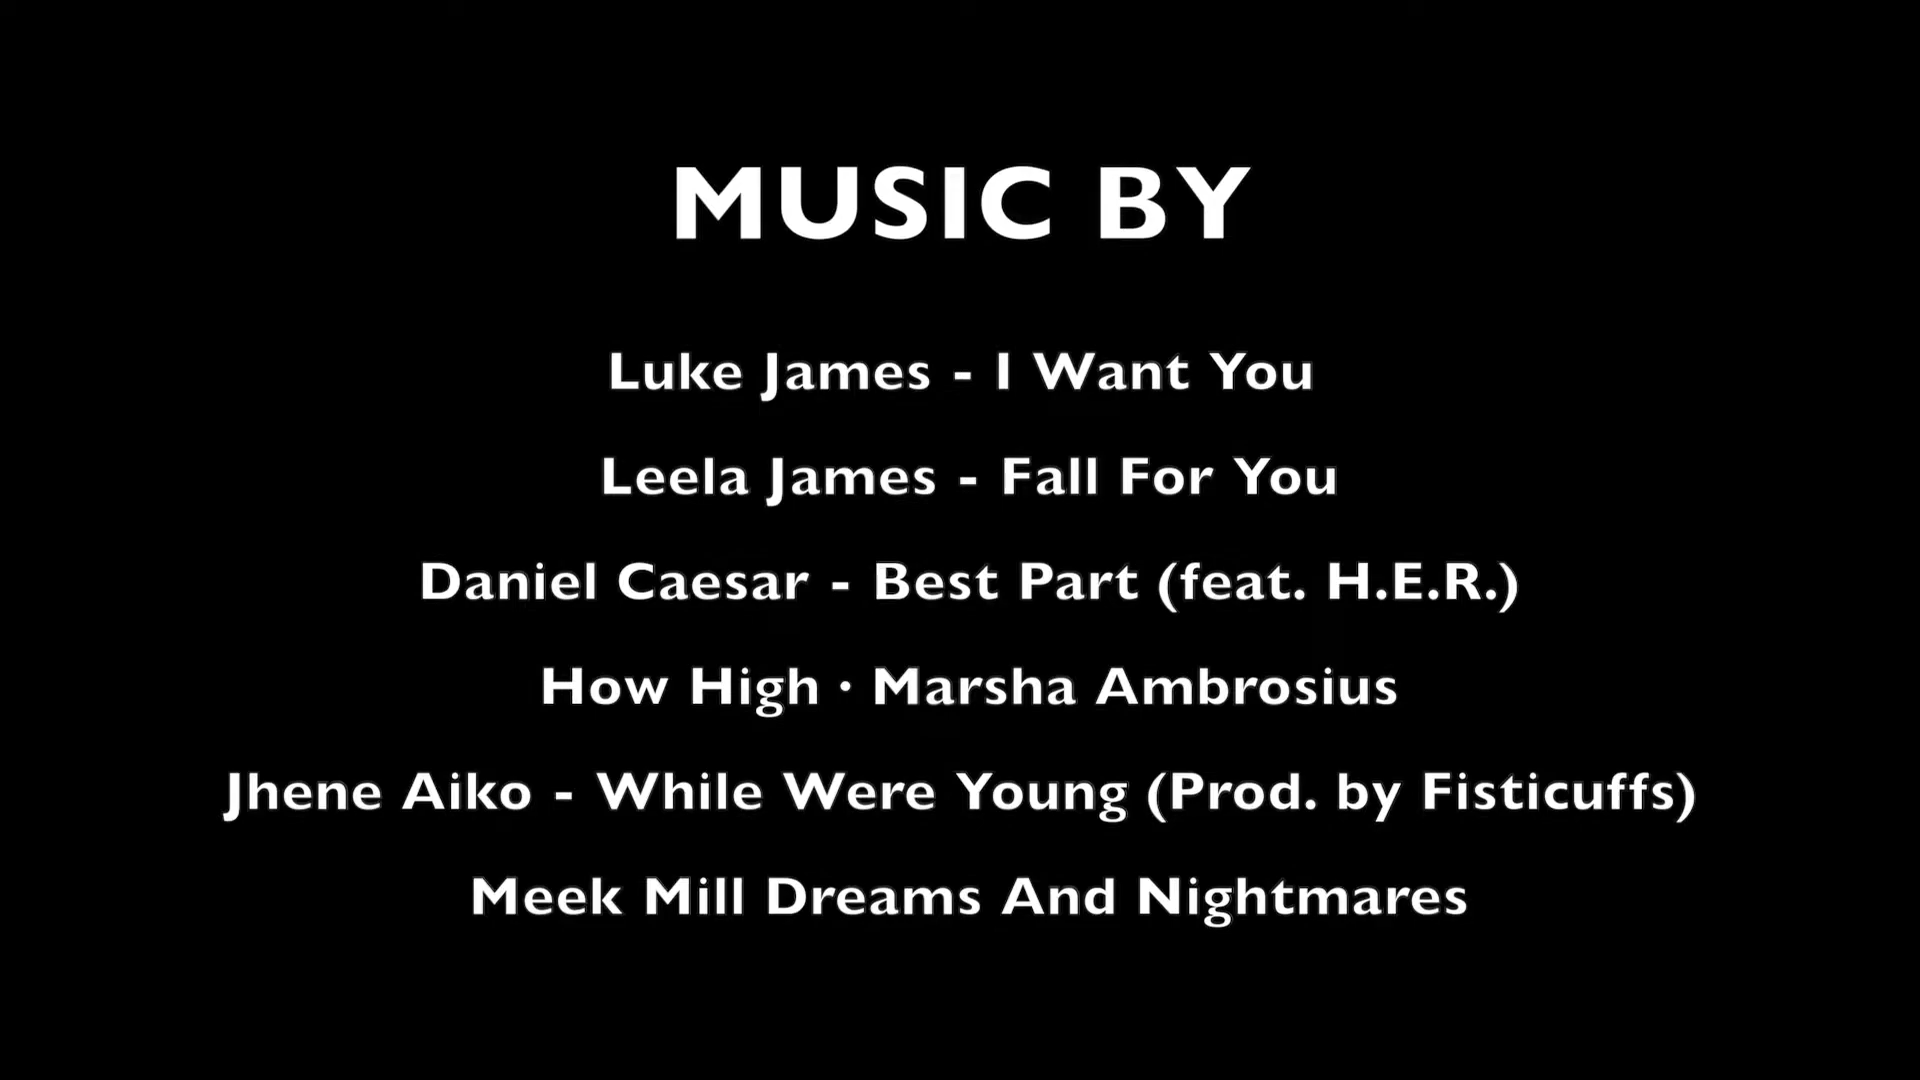 MUSIC BY
Luke James - I Want You
Leela James - Fall For You
Daniel Caesar - Best Part (feat. H.E.R.)
How High · Marsha Ambrosius
Jhene Aiko - While Were Young (Prod. by Fisticuffs)
Meek Mill Dreams And Nightmares